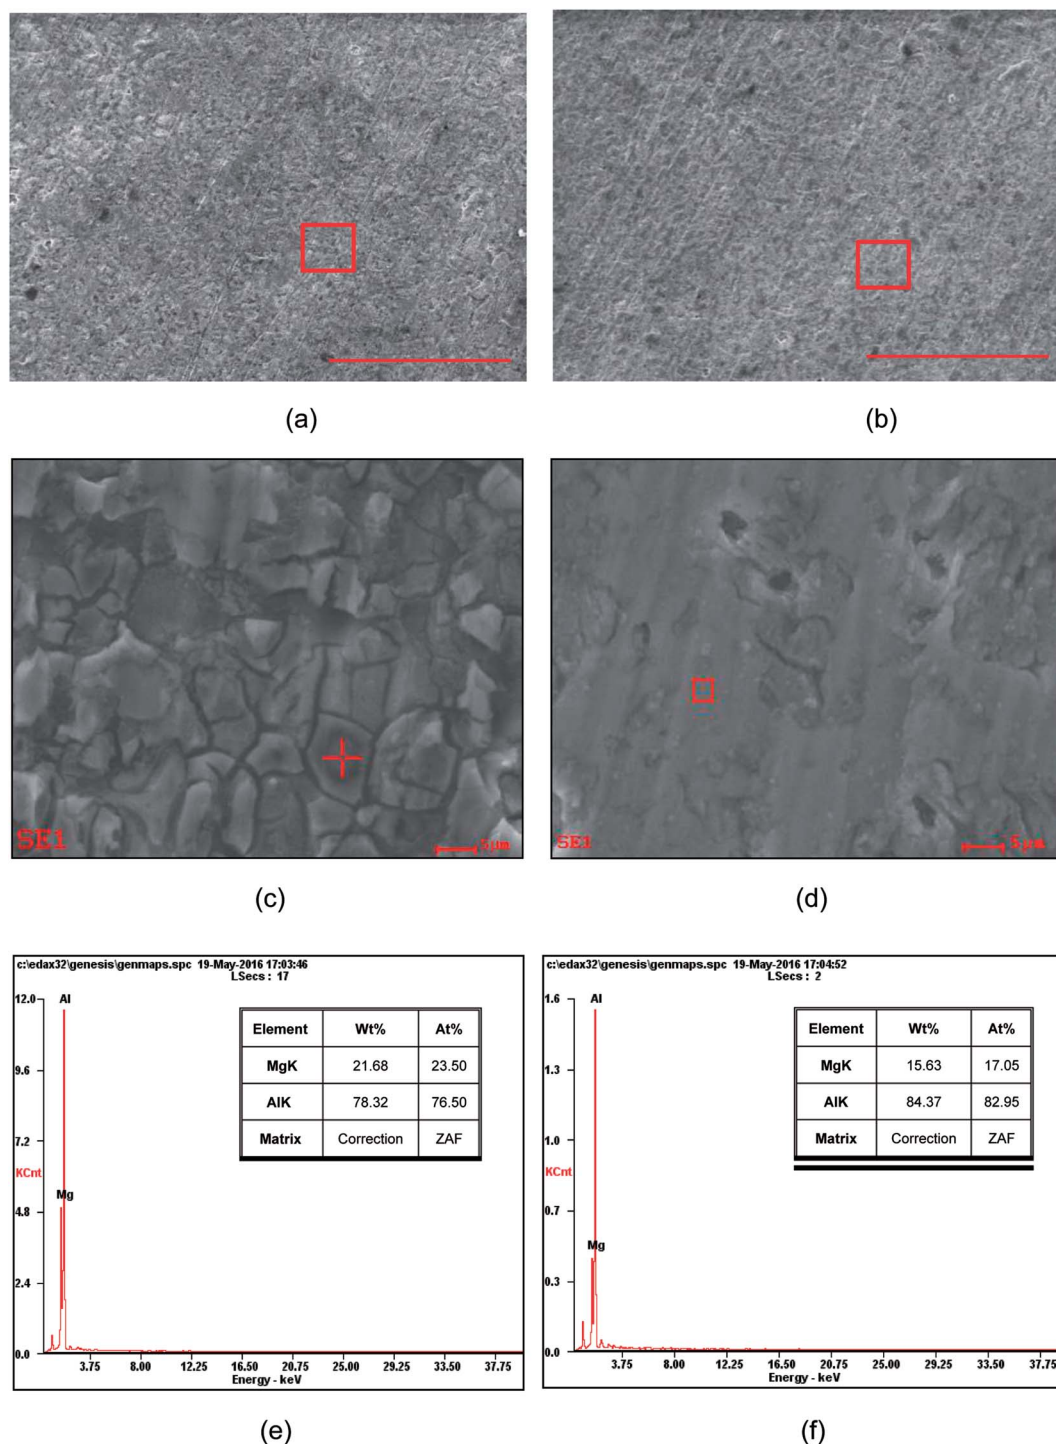 (a)
(b)
SE1
5µm
(c)
SE1
5µm
(d)
c:\edax32\genesis\genmaps.spc 19-May-2016 17:03:46
LSecs : 17
12.0
9.6
7.2
KCnt
4.8
2.4
0.0
Al
Mg
Element Wt% At%
MgK 21.68 23.50
AlK 78.32 76.50
Matrix Correction ZAF
3.75 8.00 12.25 16.50 20.75 25.00 29.25 33.50 37.75
Energy - keV
(e)
c:\edax32\genesis\genmaps.spc 19-May-2016 17:04:52
LSecs : 2
1.6
1.3
1.0
KCnt
0.7
0.3
0.0
Al
Mg
Element Wt% At%
MgK 15.63 17.05
AlK 84.37 82.95
Matrix Correction ZAF
3.75 8.00 12.25 16.50 20.75 25.00 29.25 33.50 37.75
Energy - keV
(f)